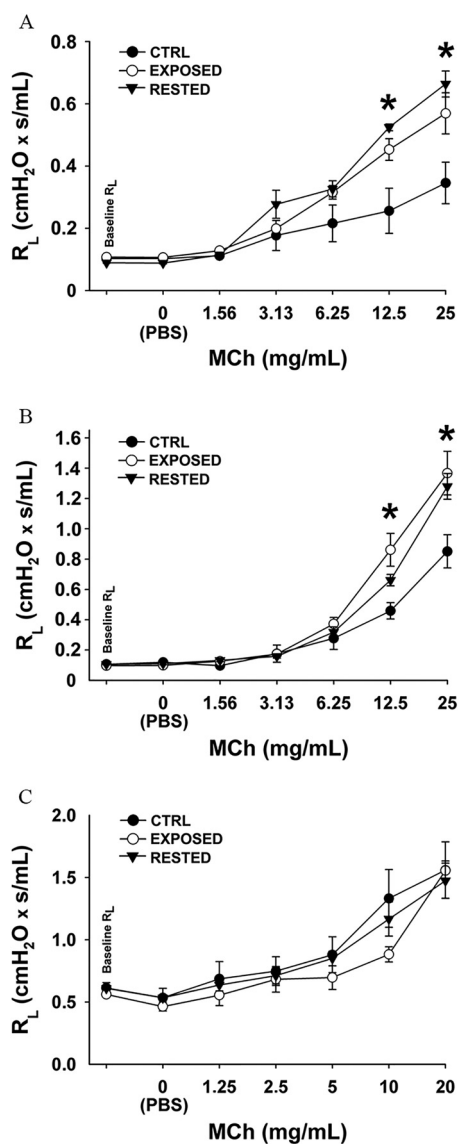 A
CTRL
EXPOSED
RESTED
*
*
0.8
0.6
0.4
0.2
0
R_L (cmH₂O x s/mL)
Baseline R_L
0 1.56 3.13 6.25 12.5 25
(PBS)
MCh (mg/mL)
B
CTRL
EXPOSED
RESTED
*
*
1.6
1.4
1.2
1.0
0.8
0.6
0.4
0.2
0
R_L (cmH₂O x s/mL)
Baseline R_L
0 1.56 3.13 6.25 12.5 25
(PBS)
MCh (mg/mL)
C
CTRL
EXPOSED
RESTED
2.0
1.5
1.0
0.5
0.0
R_L (cmH₂O x s/mL)
Baseline R_L
0 1.25 2.5 5 10 20
(PBS)
MCh (mg/mL)